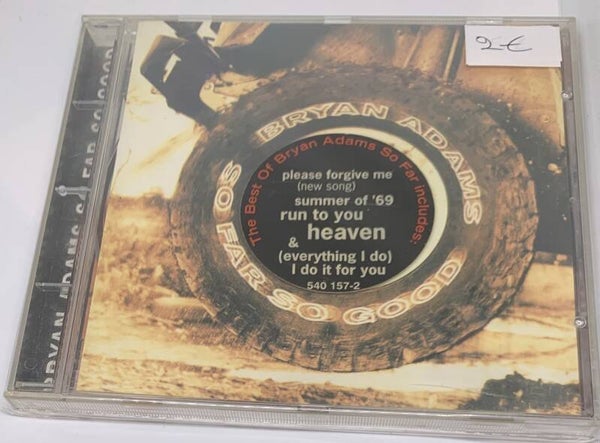 2 €
BRYAN ADAMS
SO FAR SO GOOD
The Best Of Bryan Adams So Far includes:
please forgive me
(new song)
summer of '69
run to you
heaven
&
(everything I do)
I do it for you
540 157-2
BRYAN ADAMS SO FAR SO GOOD